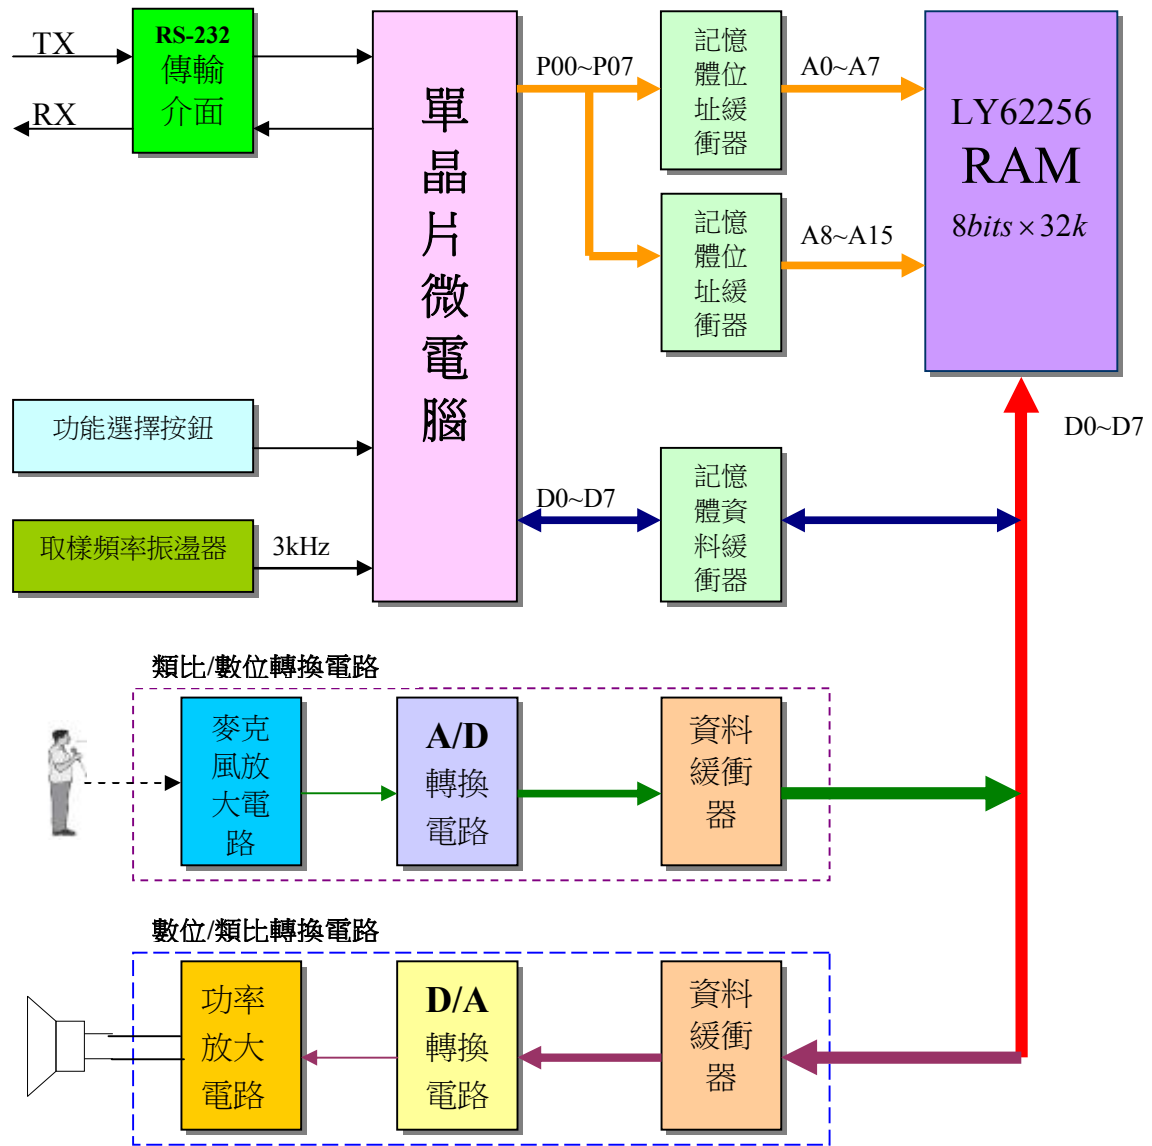 TX
RX
RS-232
傳輸
介面
單
晶
片
微
電
腦
P00~P07
記憶
體位
址緩
衝器
A0~A7
LY62256
RAM
8bits×32k
記憶
體位
址緩
衝器
A8~A15
功能選擇按鈕
取樣頻率振盪器
3kHz
D0~D7
記憶
體資
料緩
衝器
D0~D7
類比/數位轉換電路
麥克
風放
大電
路
A/D
轉換
電路
資料
緩衝
器
數位/類比轉換電路
功率
放大
電路
D/A
轉換
電路
資料
緩衝
器